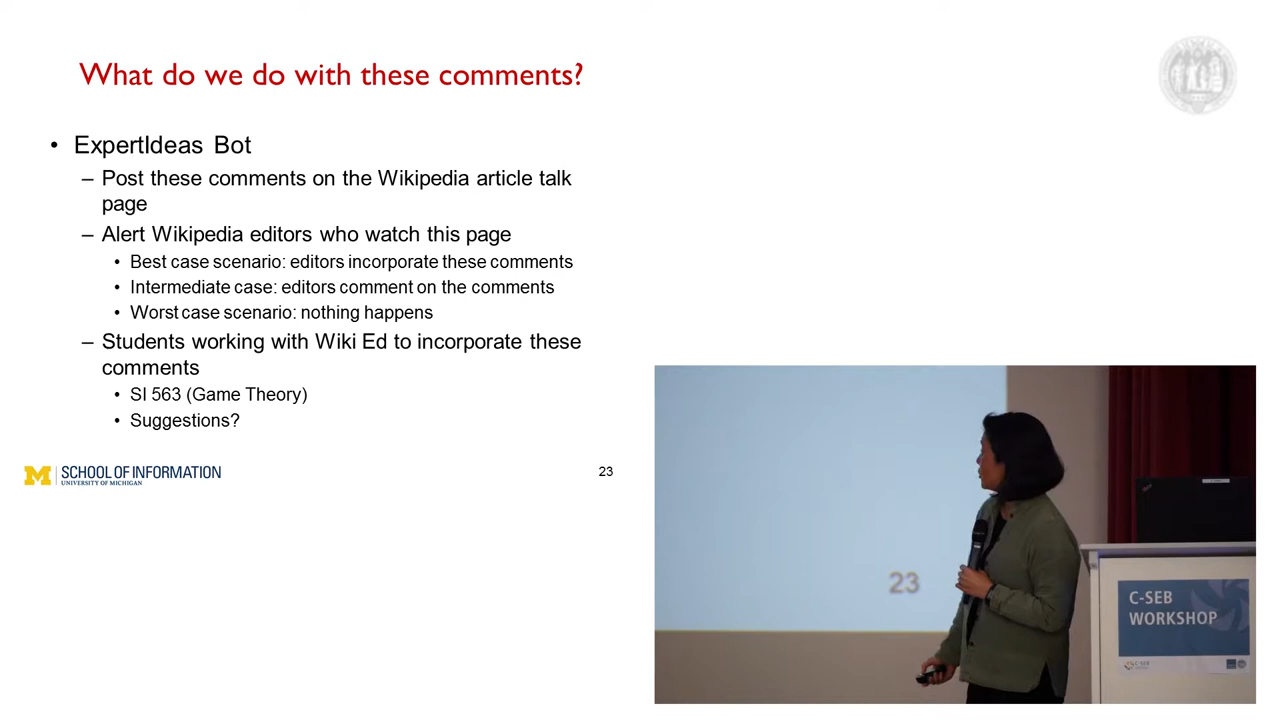 What do we do with these comments?
• ExpertIdeas Bot
– Post these comments on the Wikipedia article talk
page
– Alert Wikipedia editors who watch this page
• Best case scenario: editors incorporate these comments
• Intermediate case: editors comment on the comments
• Worst case scenario: nothing happens
– Students working with Wiki Ed to incorporate these
comments
• SI 563 (Game Theory)
• Suggestions?
M SCHOOL OF INFORMATION
UNIVERSITY OF MICHIGAN
23
23
C-SEB
WORKSHOP
C-SEB